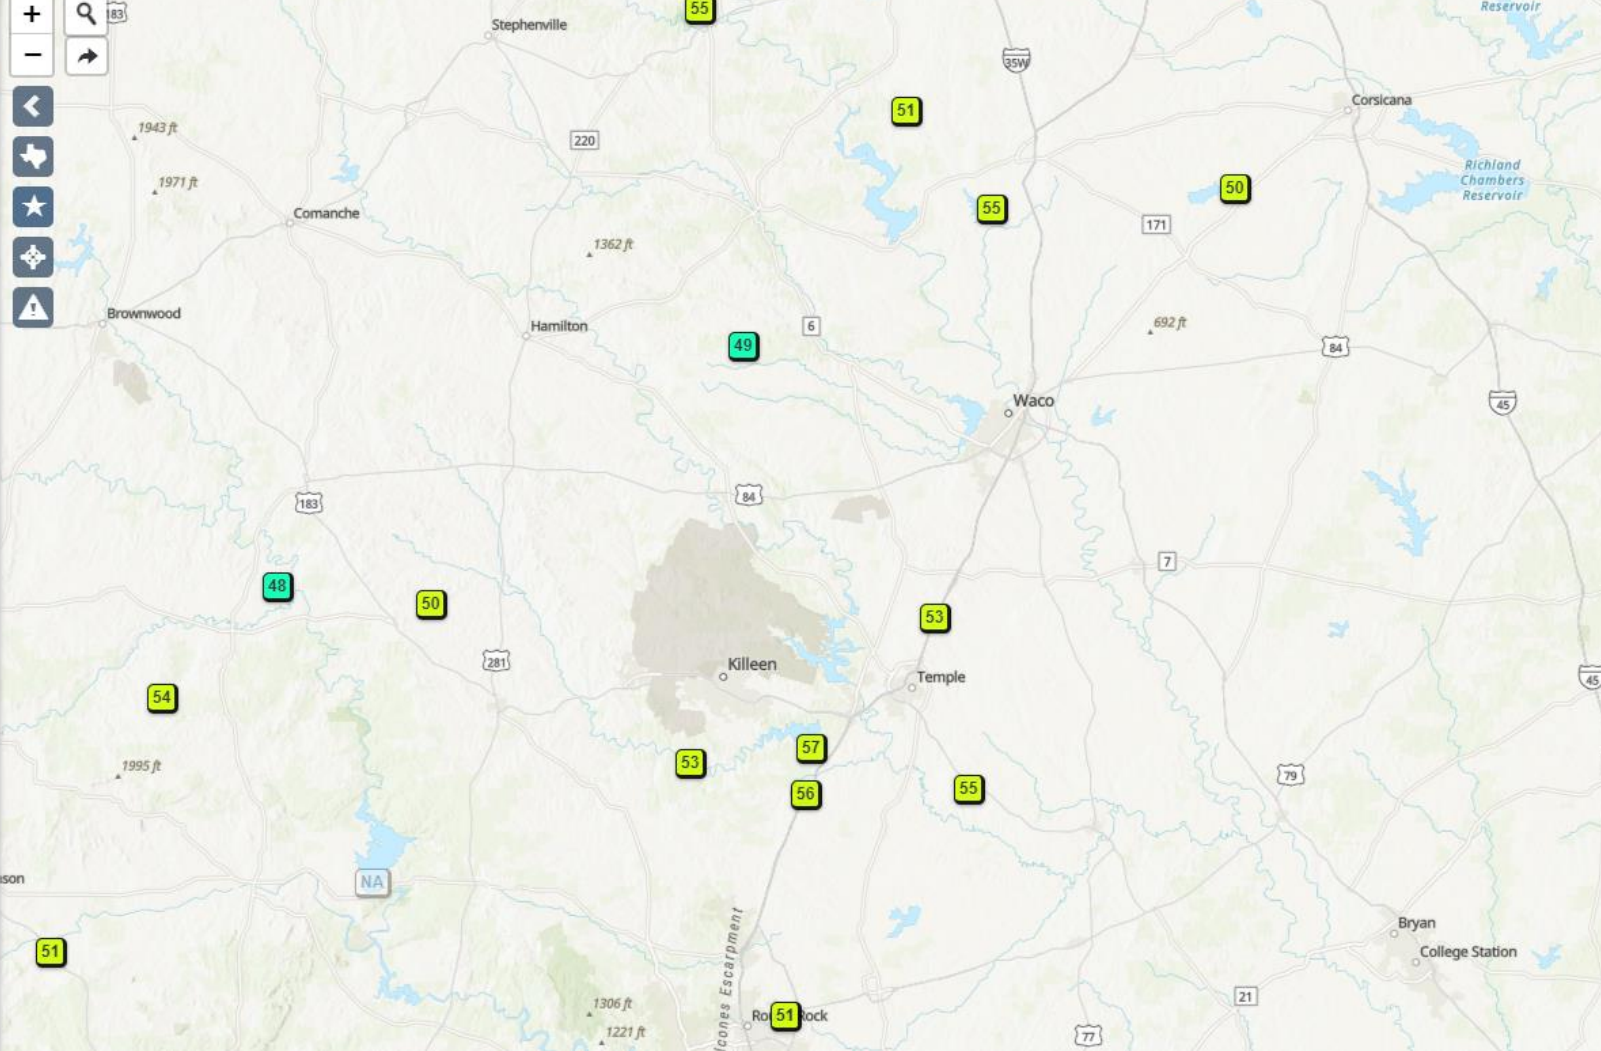 +
183
Stephenville
55
Reservoir
−
35W
Corsicana
51
1943 ft
220
Richland
Chambers
Reservoir
1971 ft
50
Comanche
55
171
1362 ft
Brownwood
Hamilton
6
692 ft
49
84
Waco
45
183
84
7
48
50
53
281
Killeen
Temple
45
54
57
1995 ft
53
79
56
55
son
NA
Bryan
51
College Station
21
1306 ft
51
1221 ft
77
cones Escarpment